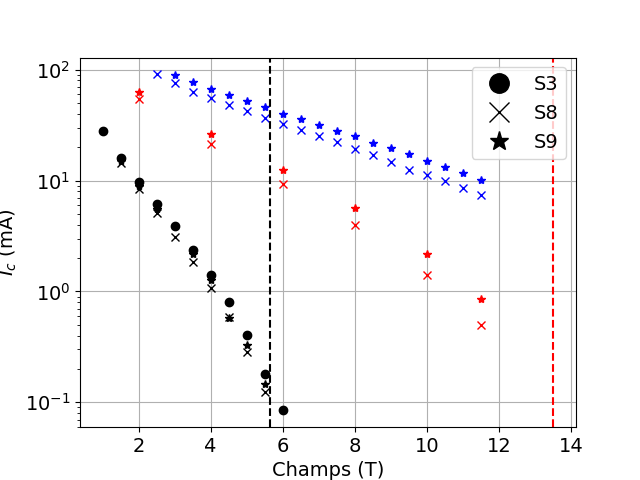 10²
10¹
10⁰
10⁻¹
I_c (mA)
S3
S8
S9
2 4 6 8 10 12 14
Champs (T)